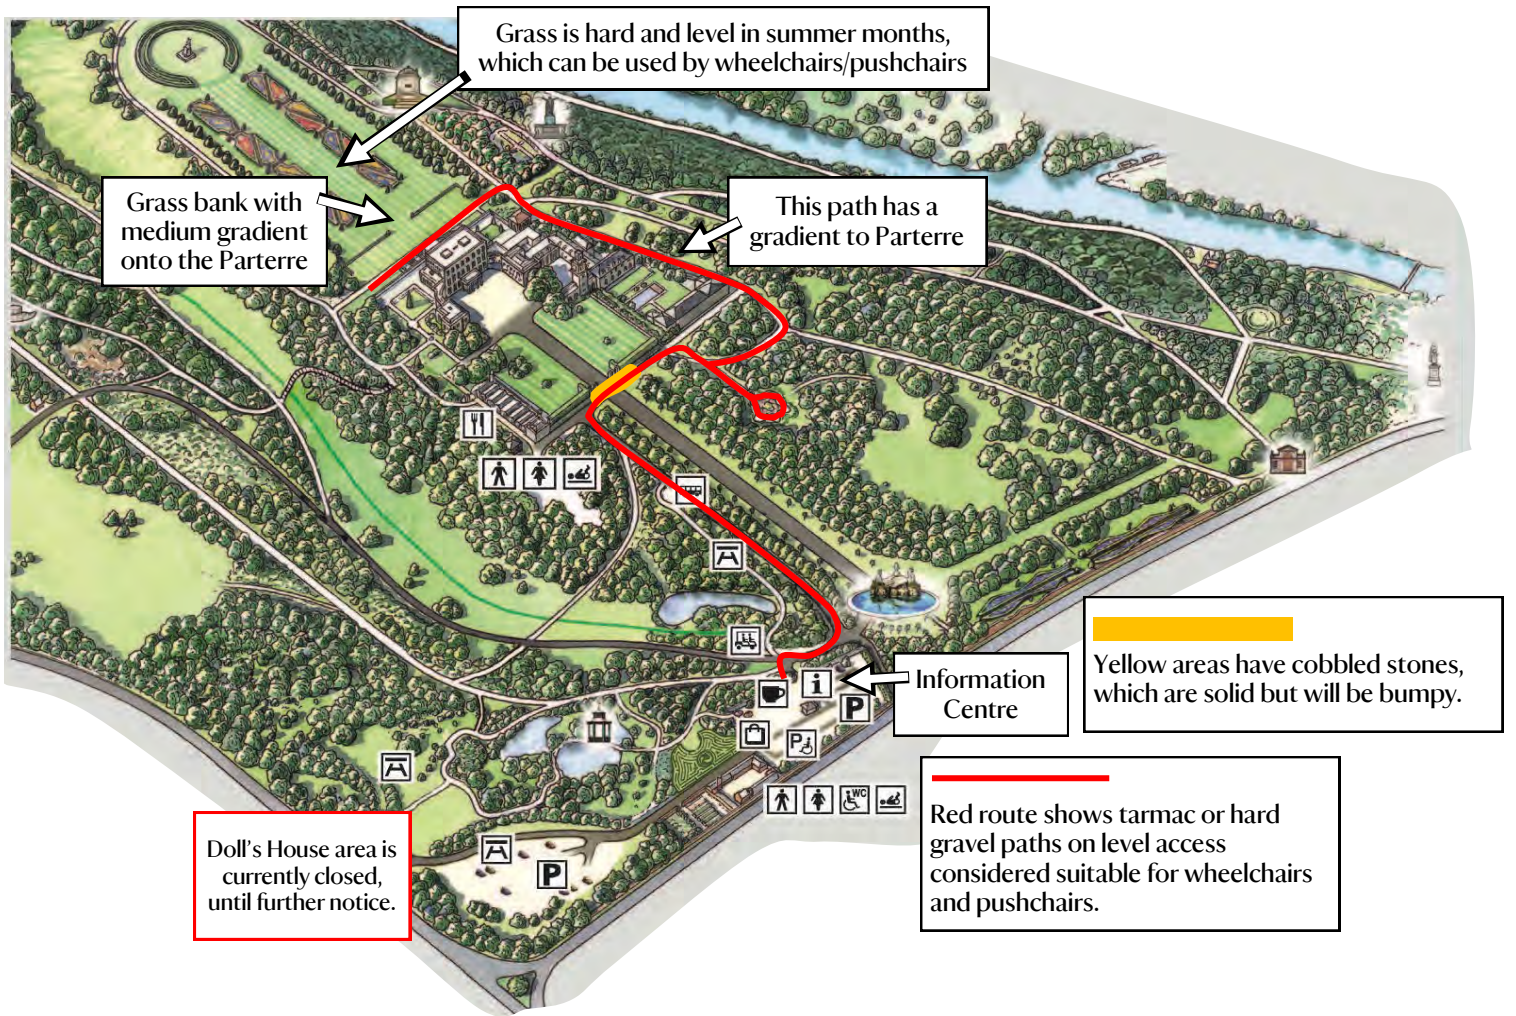 Grass is hard and level in summer months,
which can be used by wheelchairs/pushchairs
Grass bank with
medium gradient
onto the Parterre
This path has a
gradient to Parterre
Yellow areas have cobbled stones,
which are solid but will be bumpy.
i
Information
Centre
P
P
WC
Red route shows tarmac or hard
gravel paths on level access
considered suitable for wheelchairs
and pushchairs.
Doll's House area is
currently closed,
until further notice.
P